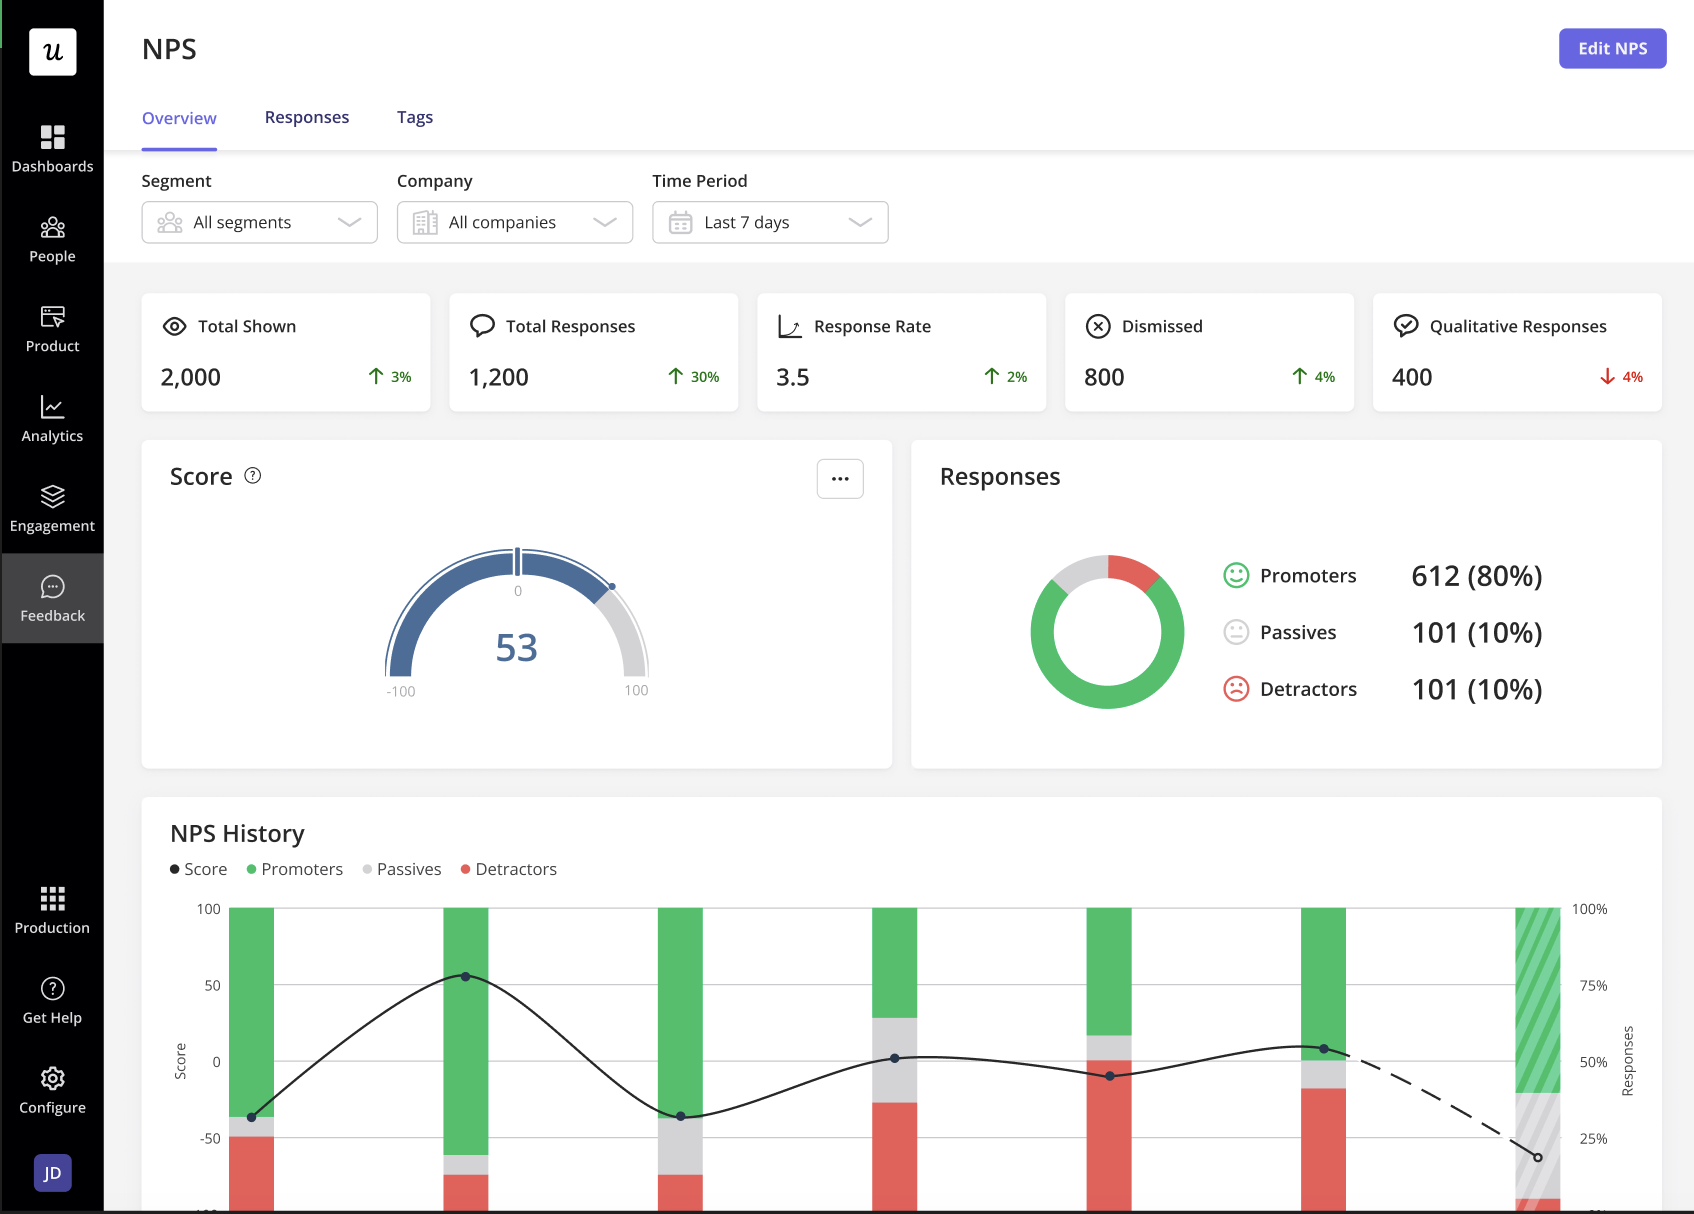 u
NPS
Edit NPS
Overview
Responses
Tags
Segment
Company
Time Period
All segments
All companies
Last 7 days
Dashboards
People
Product
Analytics
Engagement
Feedback
Production
Get Help
Configure
JD
Total Shown
2,000
3%
Total Responses
1,200
30%
Response Rate
3.5
2%
Dismissed
800
4%
Qualitative Responses
400
4%
Score
0
53
-100
100
Responses
Promoters 612 (80%)
Passives 101 (10%)
Detractors 101 (10%)
NPS History
Score Promoters Passives Detractors
100
50
0
-50
Score
100%
75%
50%
25%
Responses